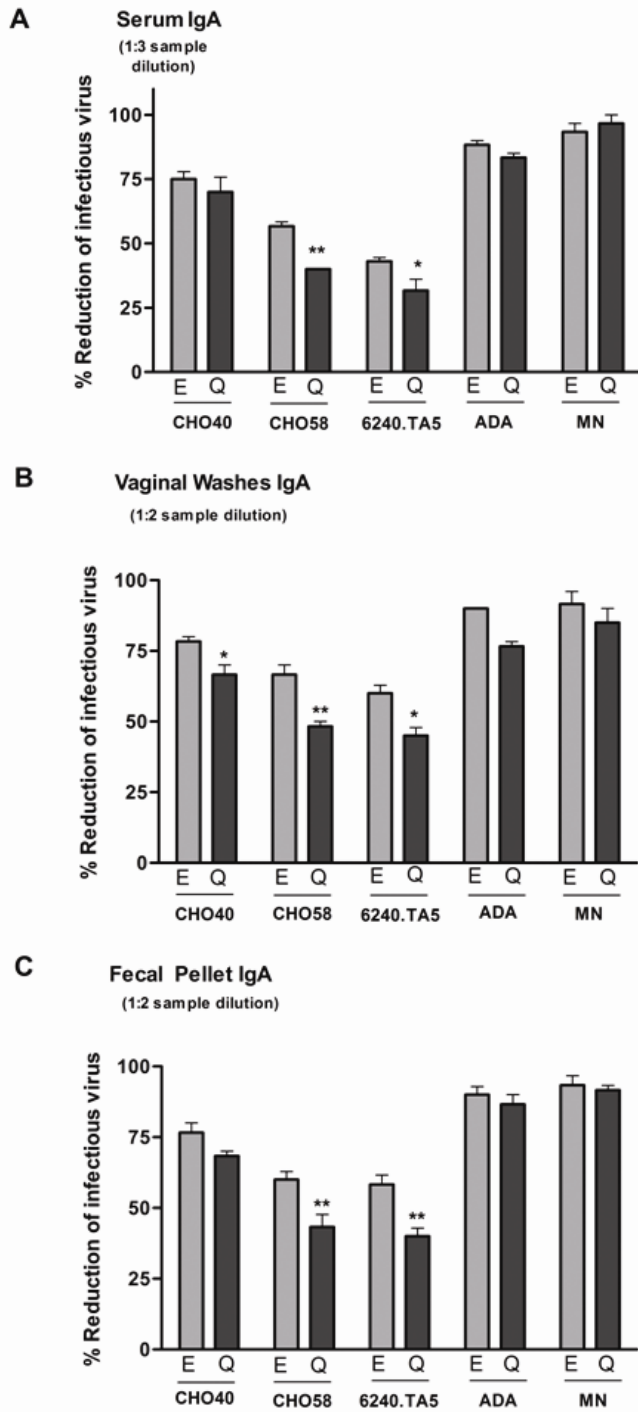 A
Serum IgA
(1:3 sample
dilution)
% Reduction of infectious virus
100
75
50
25
0
**
*
E Q E Q E Q E Q E Q
CHO40 CHO58 6240.TA5 ADA MN
B
Vaginal Washes IgA
(1:2 sample dilution)
% Reduction of infectious virus
100
75
50
25
0
*
**
*
E Q E Q E Q E Q E Q
CHO40 CHO58 6240.TA5 ADA MN
C
Fecal Pellet IgA
(1:2 sample dilution)
% Reduction of infectious virus
100
75
50
25
0
**
**
E Q E Q E Q E Q E Q
CHO40 CHO58 6240.TA5 ADA MN